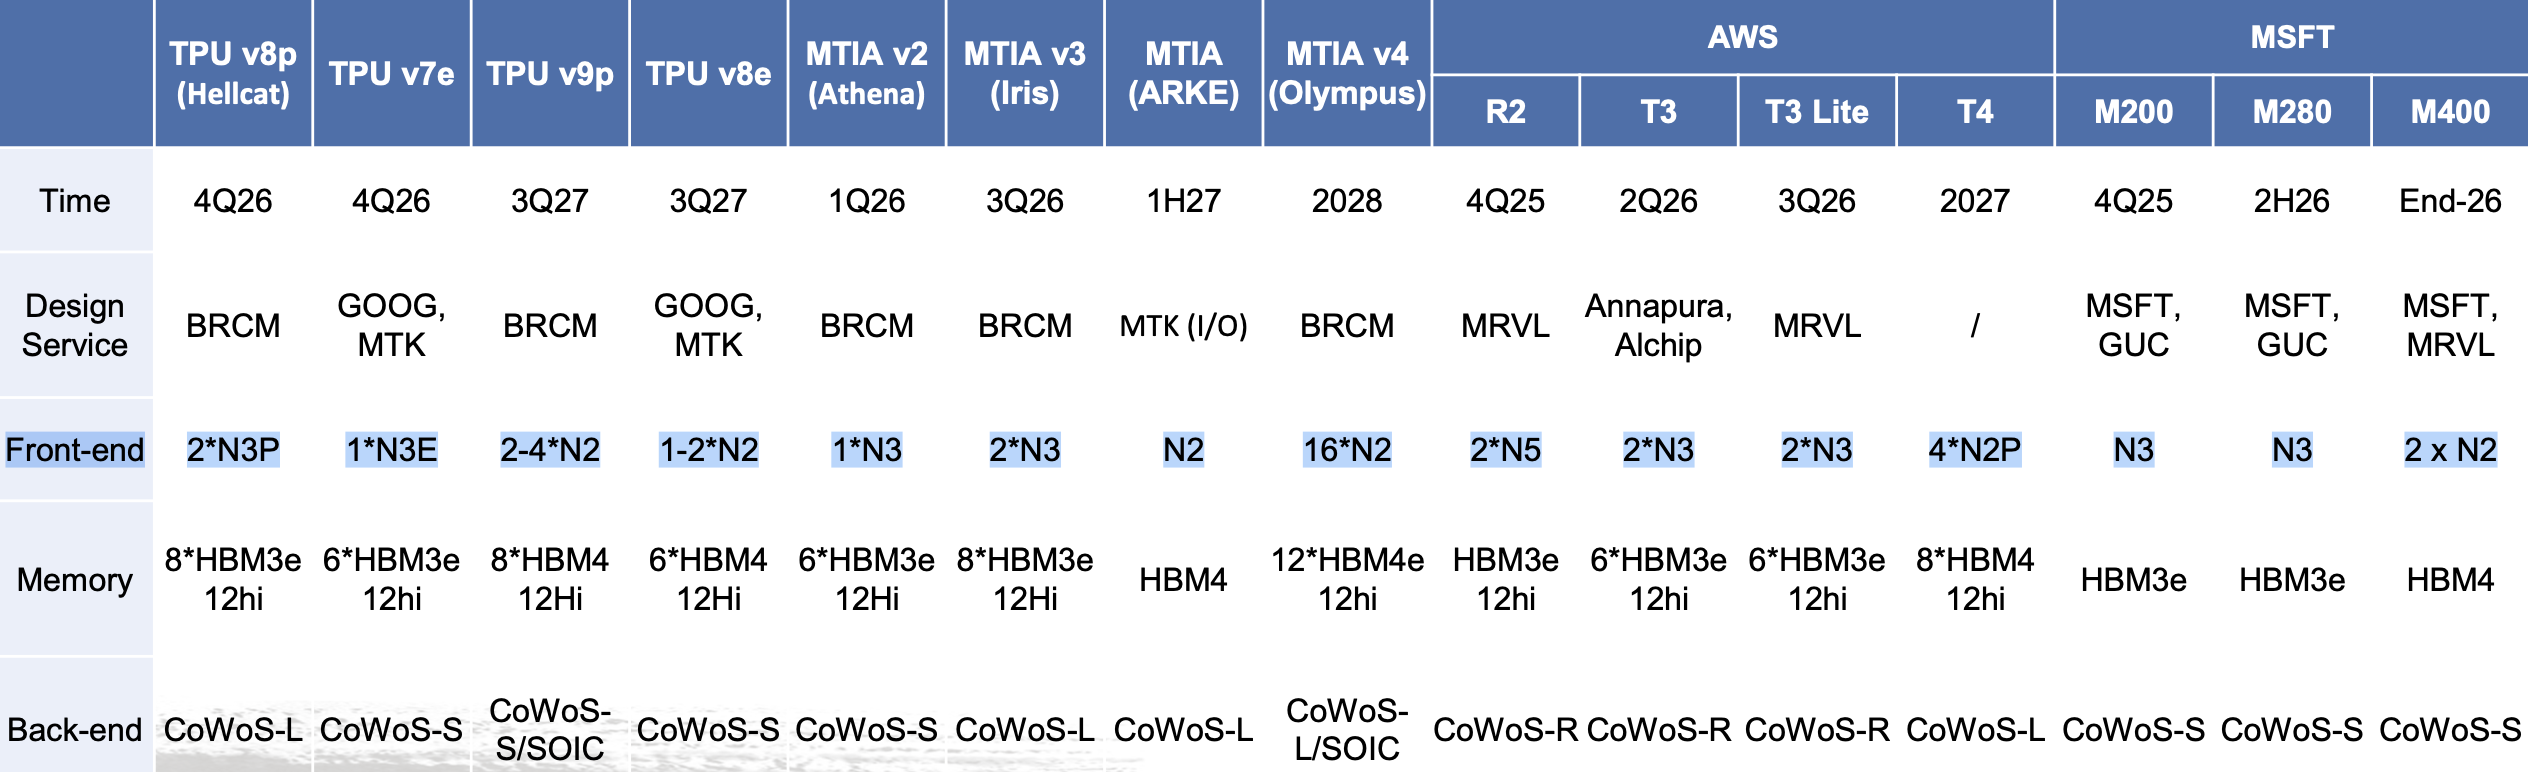 TPU v8p (Hellcat) TPU v7e TPU v9p TPU v8e MTIA v2 (Athena) MTIA v3 (Iris) MTIA (ARKE) MTIA v4 (Olympus) AWS MSFT
R2 T3 T3 Lite T4 M200 M280 M400
Time 4Q26 4Q26 3Q27 3Q27 1Q26 3Q26 1H27 2028 4Q25 2Q26 3Q26 2027 4Q25 2H26 End-26
Design Service BRCM GOOG, MTK BRCM GOOG, MTK BRCM BRCM MTK (I/O) BRCM MRVL Annapura, Alchip MRVL / MSFT, GUC MSFT, GUC MSFT, MRVL
Front-end 2*N3P 1*N3E 2-4*N2 1-2*N2 1*N3 2*N3 N2 16*N2 2*N5 2*N3 2*N3 4*N2P N3 N3 2 x N2
Memory 8*HBM3e 12hi 6*HBM3e 12hi 8*HBM4 12Hi 6*HBM4 12Hi 6*HBM3e 12Hi 8*HBM3e 12Hi HBM4 12*HBM4e 12hi HBM3e 12hi 6*HBM3e 12hi 6*HBM3e 12hi 8*HBM4 12hi HBM3e HBM3e HBM4
Back-end CoWoS-L CoWoS-S CoWoS-S/SOIC CoWoS-S CoWoS-S CoWoS-L CoWoS-L CoWoS-L/SOIC CoWoS-R CoWoS-R CoWoS-R CoWoS-L CoWoS-S CoWoS-S CoWoS-S